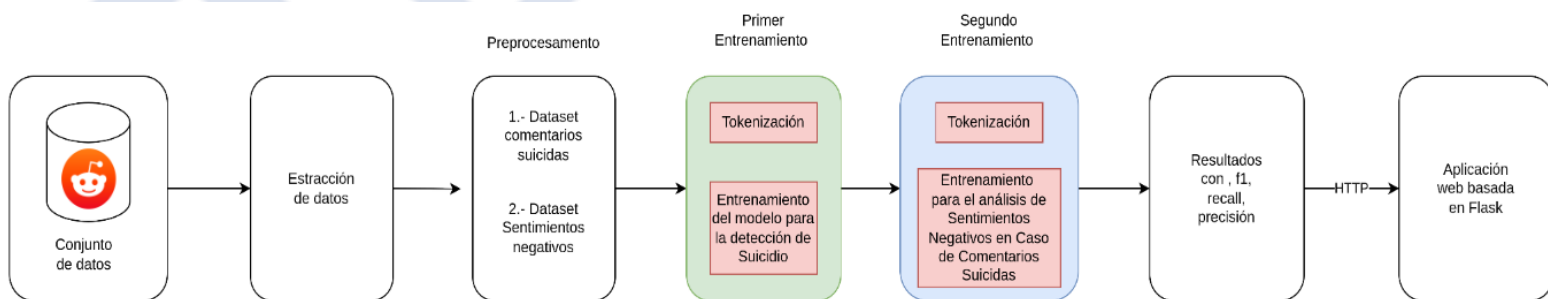 Conjunto
de datos
Estracción
de datos
Preprocesamento
1.- Dataset
comentarios
suicidas
2.- Dataset
Sentimientos
negativos
Primer
Entrenamiento
Tokenización
Entrenamiento
del modelo para
la detección de
Suicidio
Segundo
Entrenamiento
Tokenización
Entrenamiento
para el análisis de
Sentimientos
Negativos en Caso
de Comentarios
Suicidas
Resultados
con , f1,
recall,
precisión
HTTP
Aplicación
web basada
en Flask